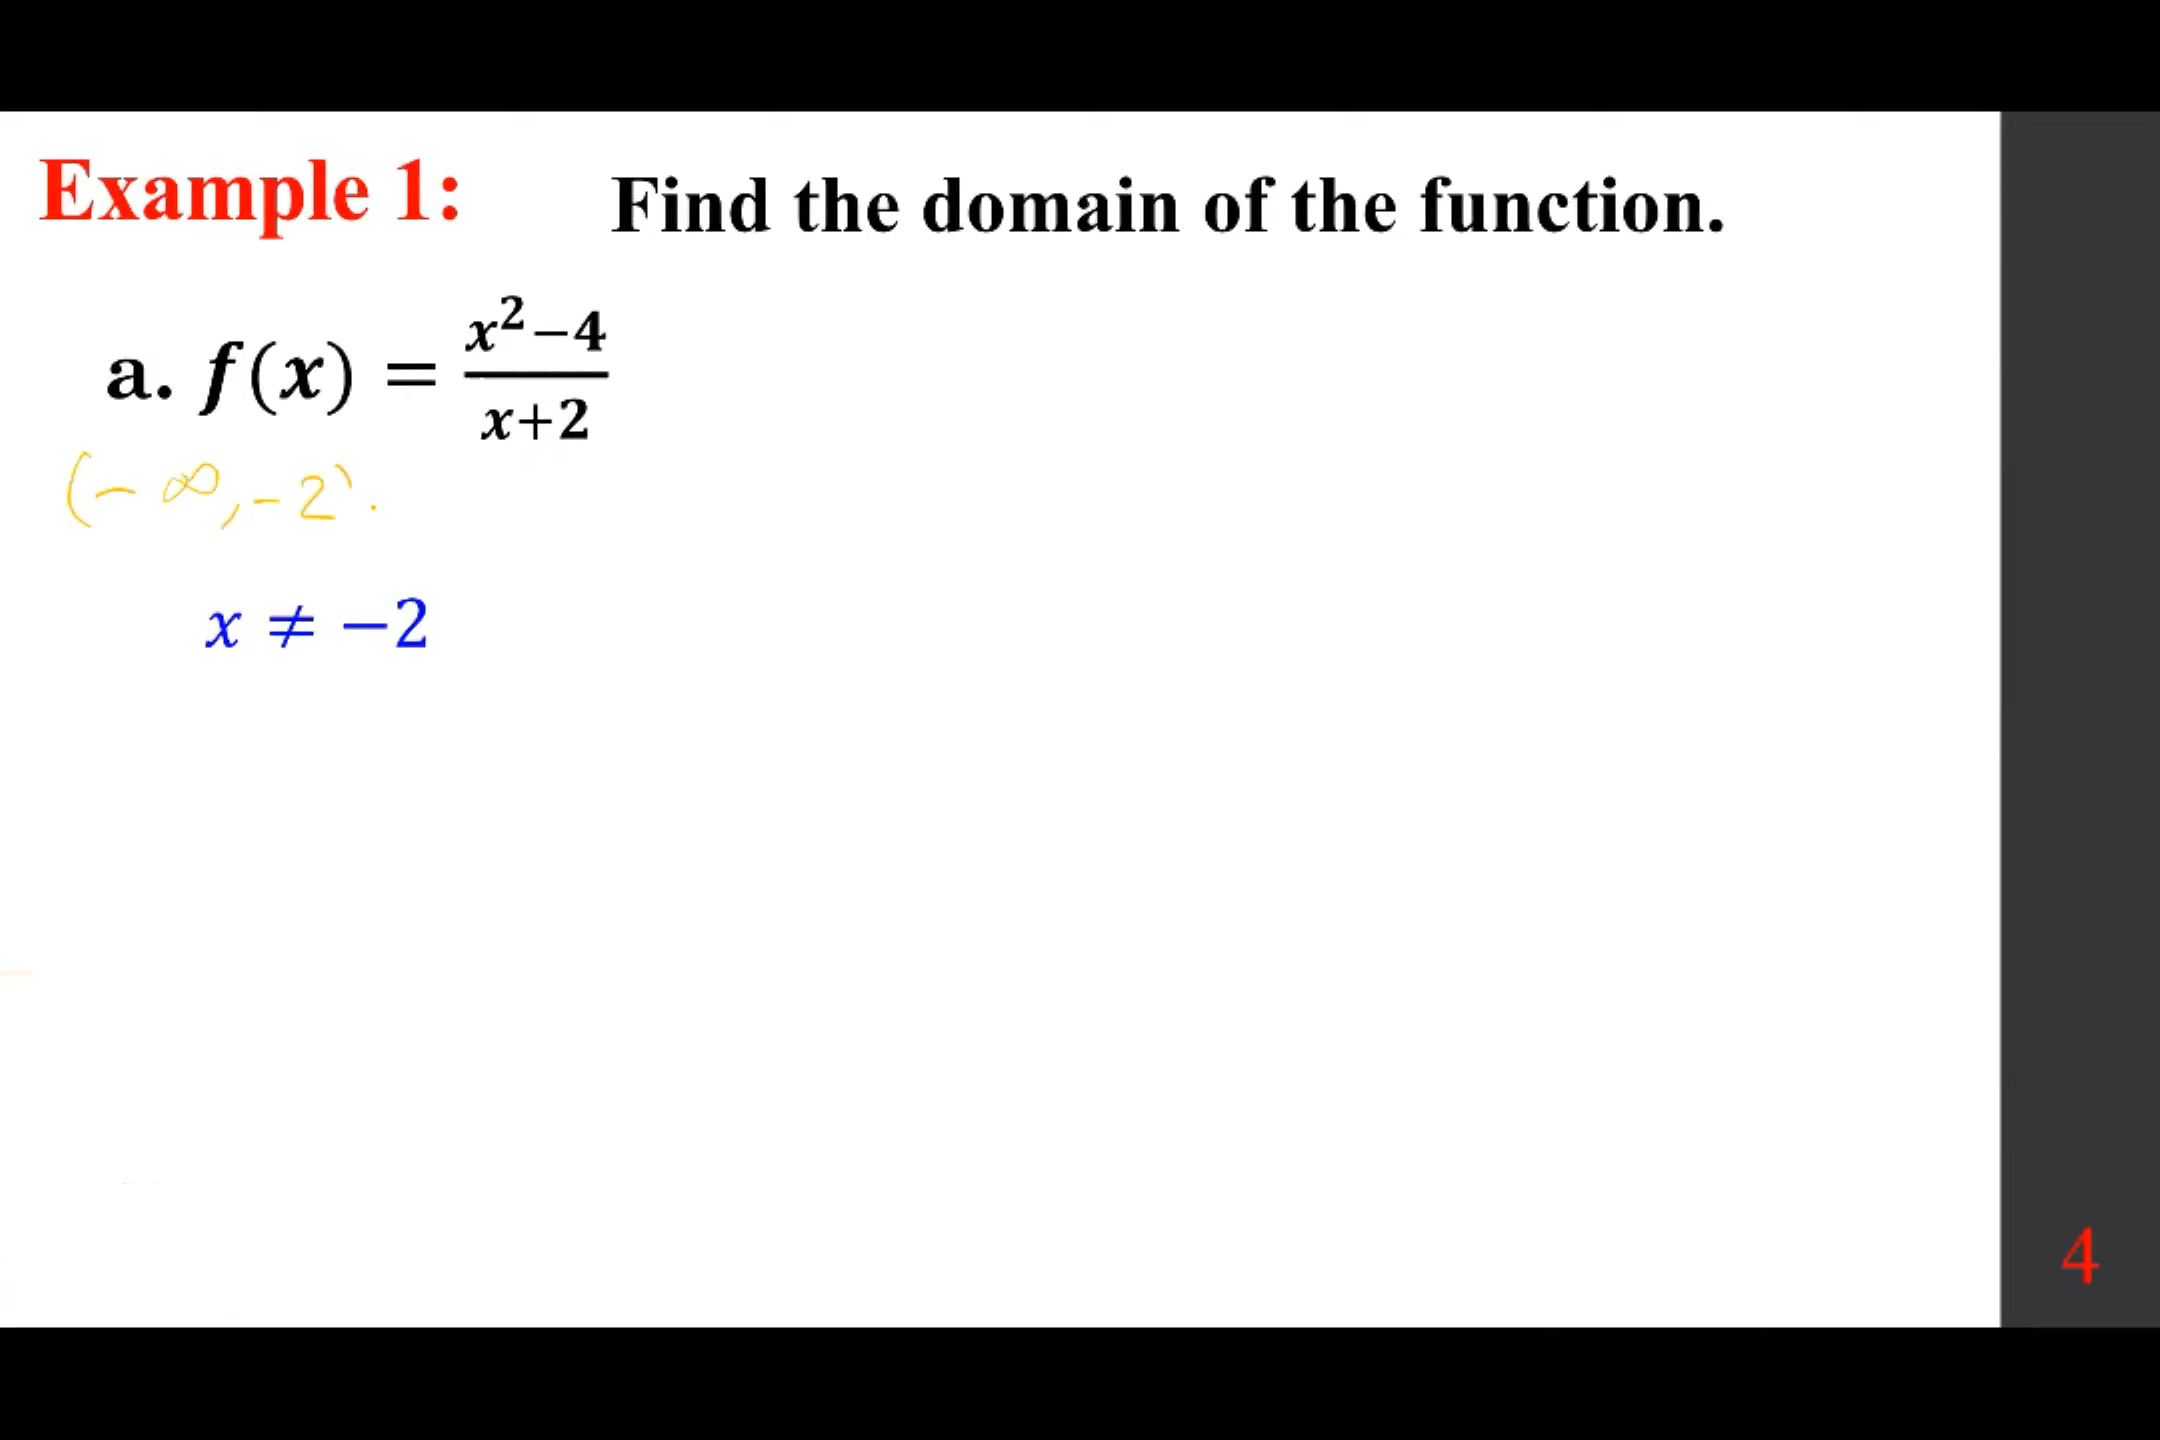 Example 1: Find the domain of the function.
a. f(x) = x²−4 / x+2
(- ∞, -2) .
x ≠ −2
4